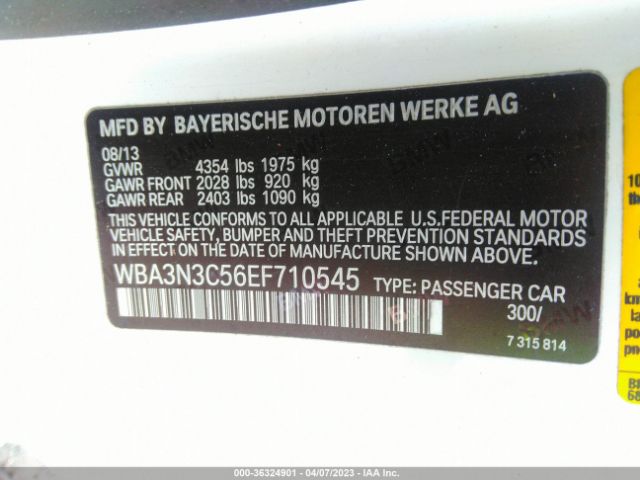 MFD BY BAYERISCHE MOTOREN WERKE AG
08/13
GVWR 4354 lbs 1975 kg
GAWR FRONT 2028 lbs 920 kg
GAWR REAR 2403 lbs 1090 kg
THIS VEHICLE CONFORMS TO ALL APPLICABLE U.S.FEDERAL MOTOR
VEHICLE SAFETY, BUMPER AND THEFT PREVENTION STANDARDS
IN EFFECT ON THE DATE OF MANUFACTURE SHOWN ABOVE.
WBA3N3C56EF710545 TYPE: PASSENGER CAR
300/
7 315 814
000-36324901 - 04/07/2023 - IAA Inc.